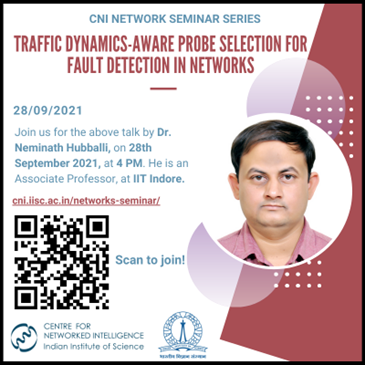 CNI NETWORK SEMINAR SERIES
TRAFFIC DYNAMICS-AWARE PROBE SELECTION FOR
FAULT DETECTION IN NETWORKS
28/09/2021
Join us for the above talk by Dr.
Neminath Hubballi, on 28th
September 2021, at 4 PM. He is an
Associate Professor, at IIT Indore.
cni.iisc.ac.in/networks-seminar/
Scan to join!
CENTRE FOR
NETWORKED INTELLIGENCE
Indian Institute of Science
भारतीय विज्ञान संस्थान